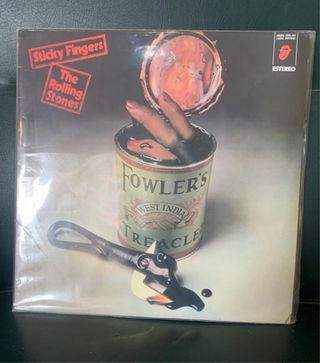 Sticky Fingers
The Rolling
Stones
ESTEREO
FOWLER'S
WEST INDIA
TREACLE